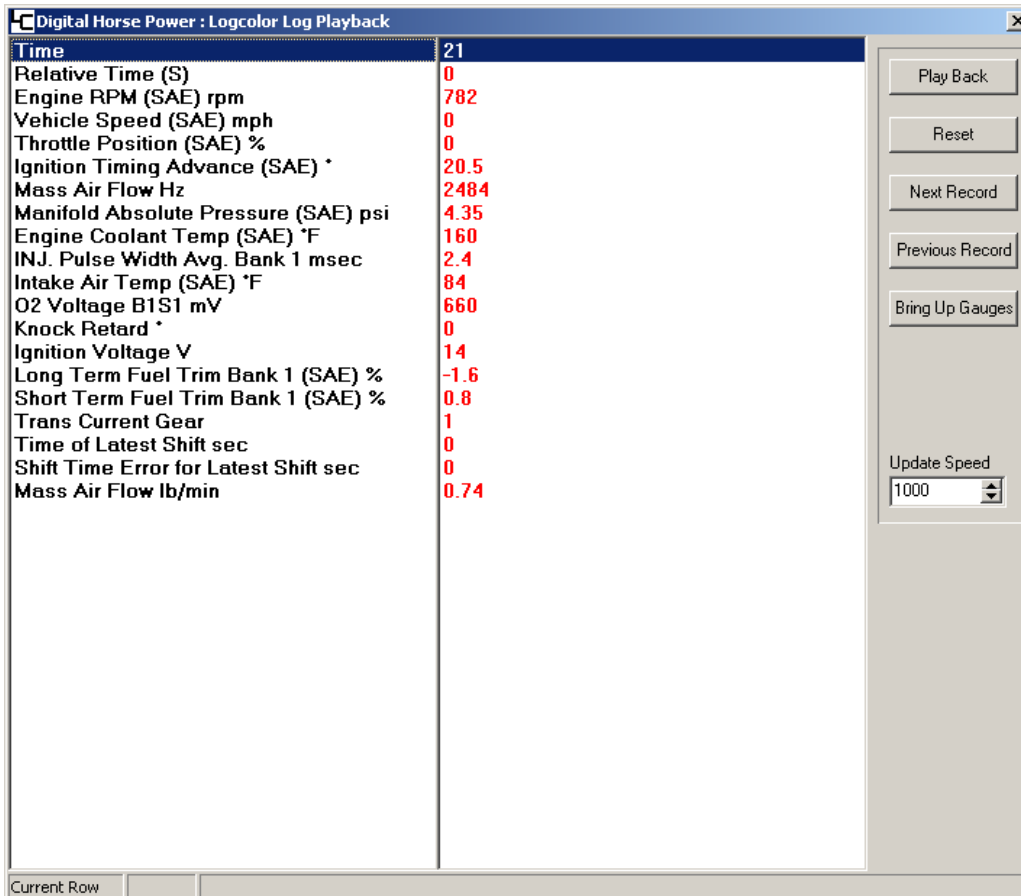 Digital Horse Power : Logcolor Log Playback
Time 21
Relative Time (S) 0
Engine RPM (SAE) rpm 782
Vehicle Speed (SAE) mph 0
Throttle Position (SAE) % 0
Ignition Timing Advance (SAE) ° 20.5
Mass Air Flow Hz 2484
Manifold Absolute Pressure (SAE) psi 4.35
Engine Coolant Temp (SAE) °F 160
INJ. Pulse Width Avg. Bank 1 msec 2.4
Intake Air Temp (SAE) °F 84
O2 Voltage B1S1 mV 660
Knock Retard ° 0
Ignition Voltage V 14
Long Term Fuel Trim Bank 1 (SAE) % -1.6
Short Term Fuel Trim Bank 1 (SAE) % 0.8
Trans Current Gear 1
Time of Latest Shift sec 0
Shift Time Error for Latest Shift sec 0
Mass Air Flow lb/min 0.74
Play Back
Reset
Next Record
Previous Record
Bring Up Gauges
Update Speed
1000
Current Row